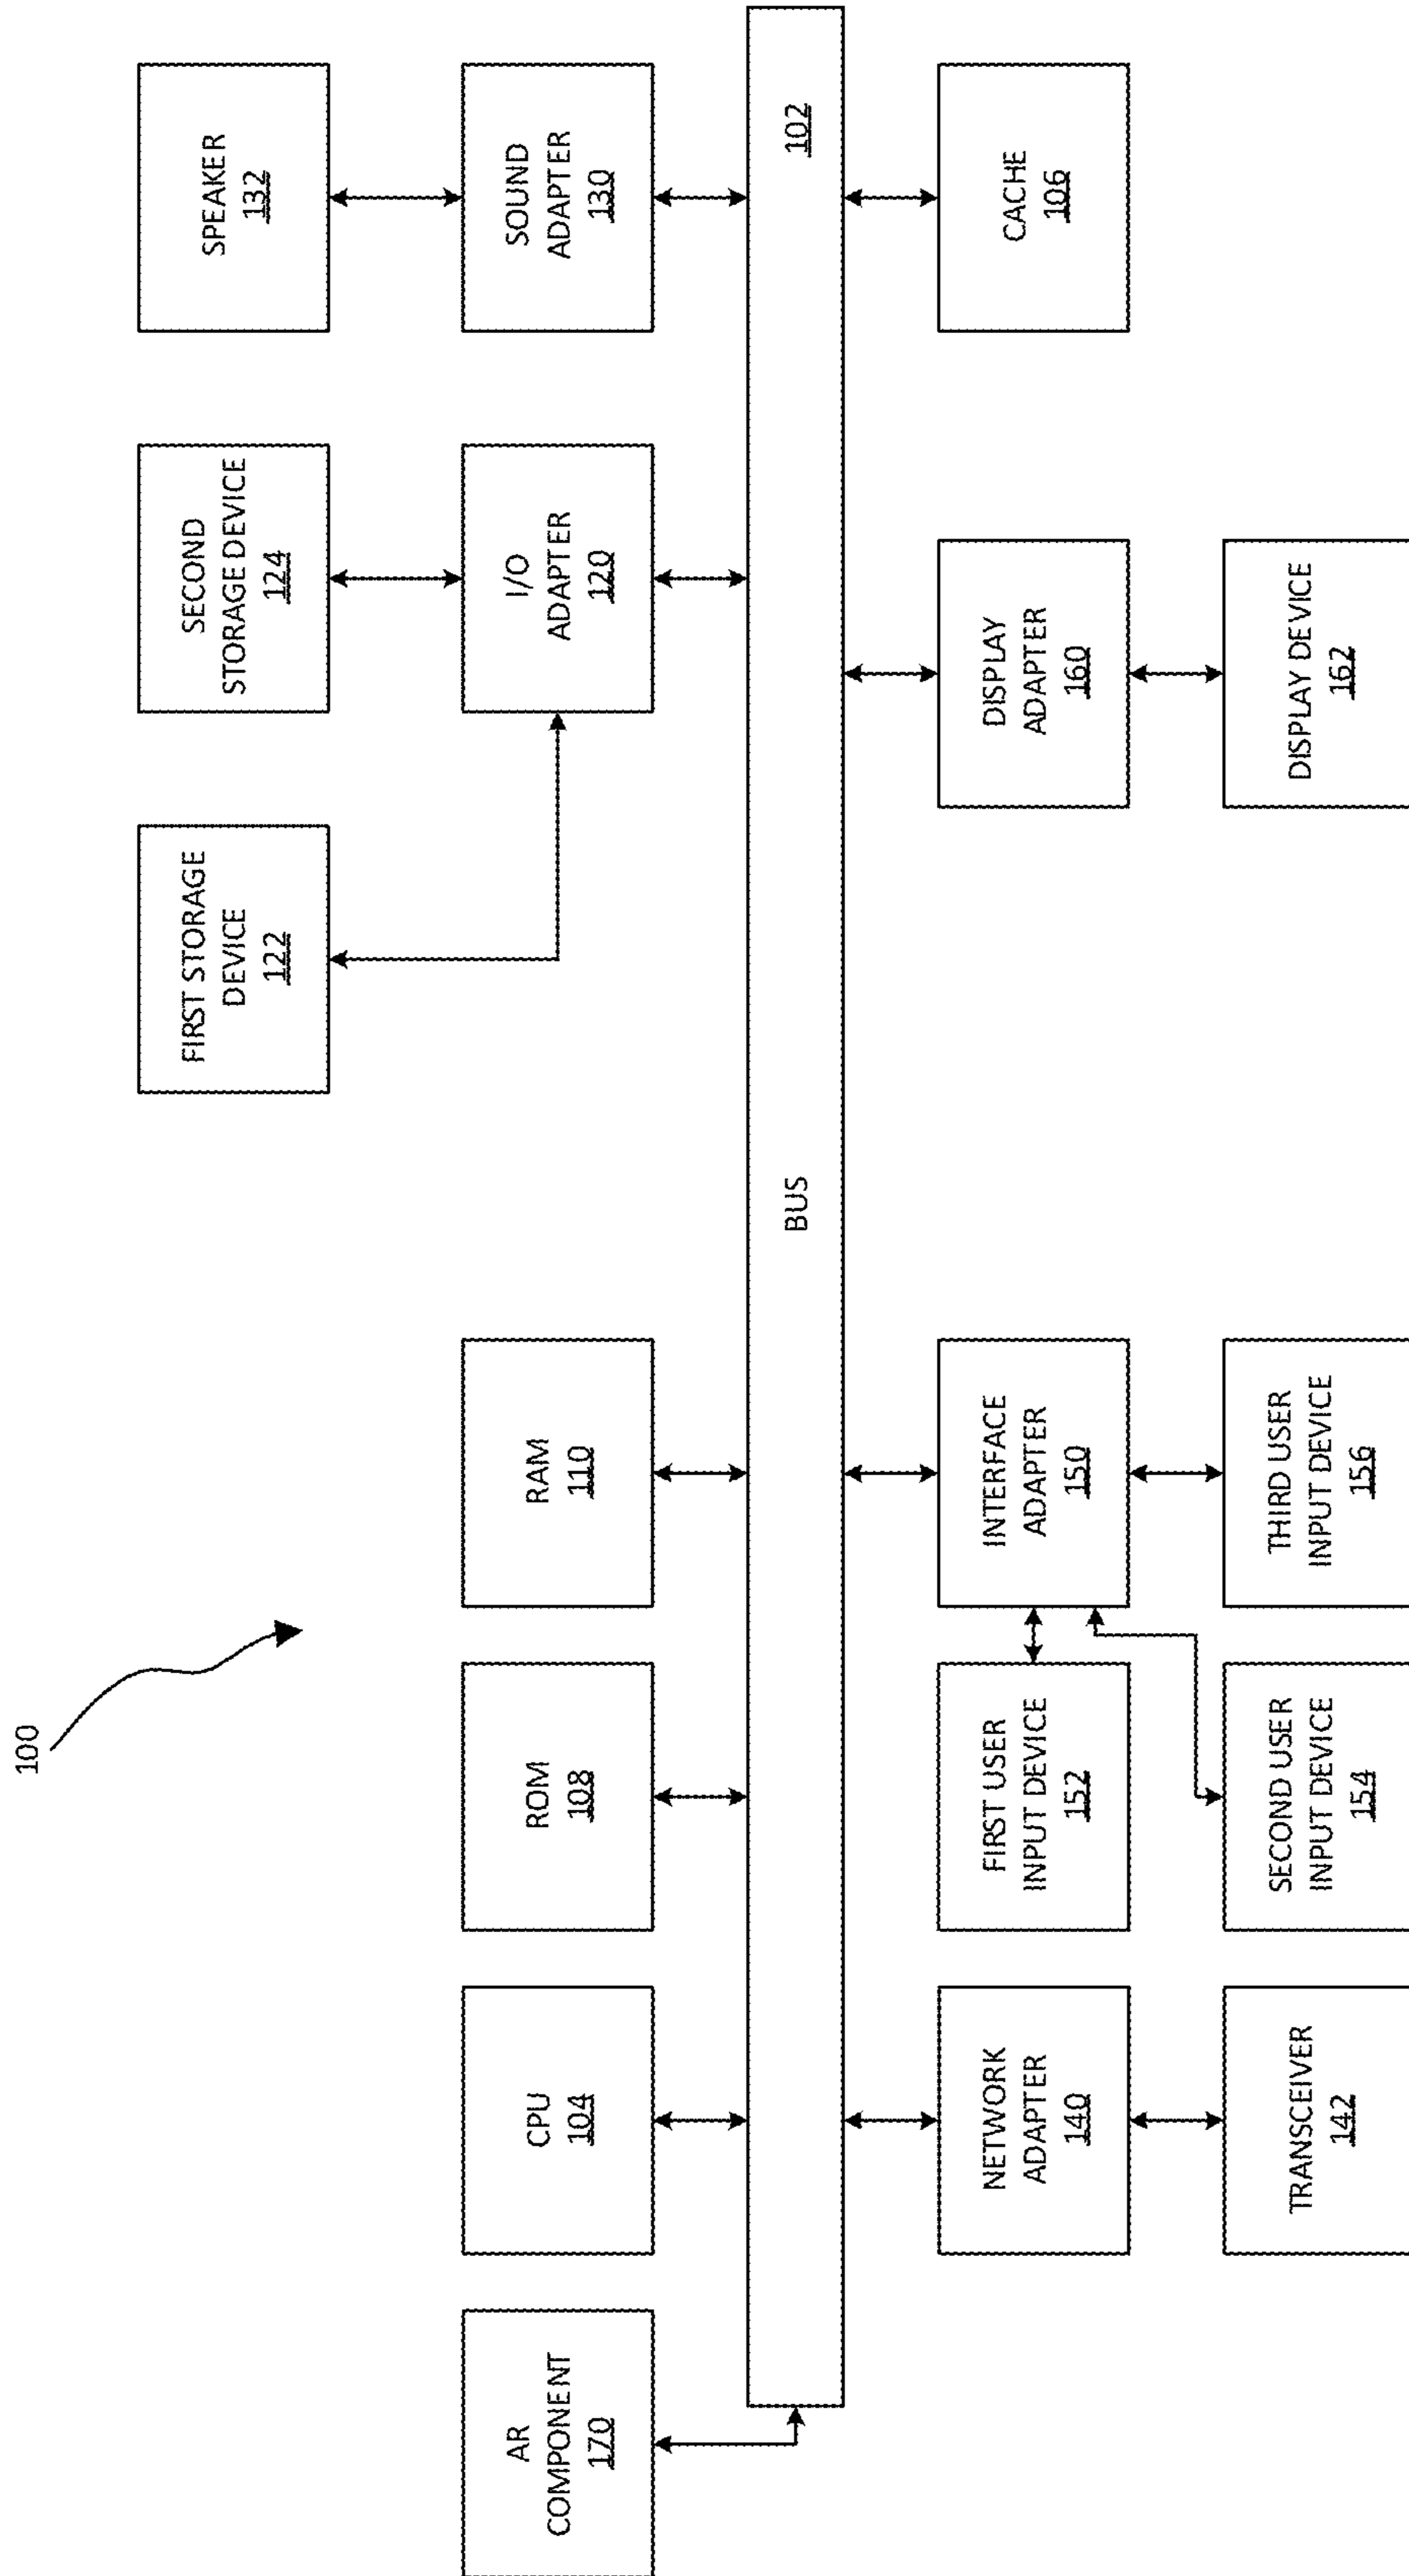 100
SPEAKER
132
SECOND
STORAGE DEVICE
124
FIRST STORAGE
DEVICE
122
AR
COMPONENT
170
CPU
104
ROM
108
RAM
110
I/O
ADAPTER
120
SOUND
ADAPTER
130
BUS
102
NETWORK
ADAPTER
140
FIRST USER
INPUT DEVICE
152
INTERFACE
ADAPTER
150
DISPLAY
ADAPTER
160
CACHE
106
TRANSCEIVER
142
SECOND USER
INPUT DEVICE
154
THIRD USER
INPUT DEVICE
156
DISPLAY DEVICE
162